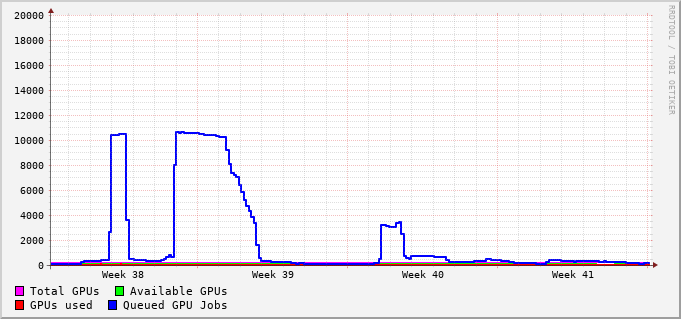 RRDTOOL / TOBI OETIKER
20000
18000
16000
14000
12000
10000
8000
6000
4000
2000
0
Week 38 Week 39 Week 40 Week 41
Total GPUs Available GPUs
GPUs used Queued GPU Jobs